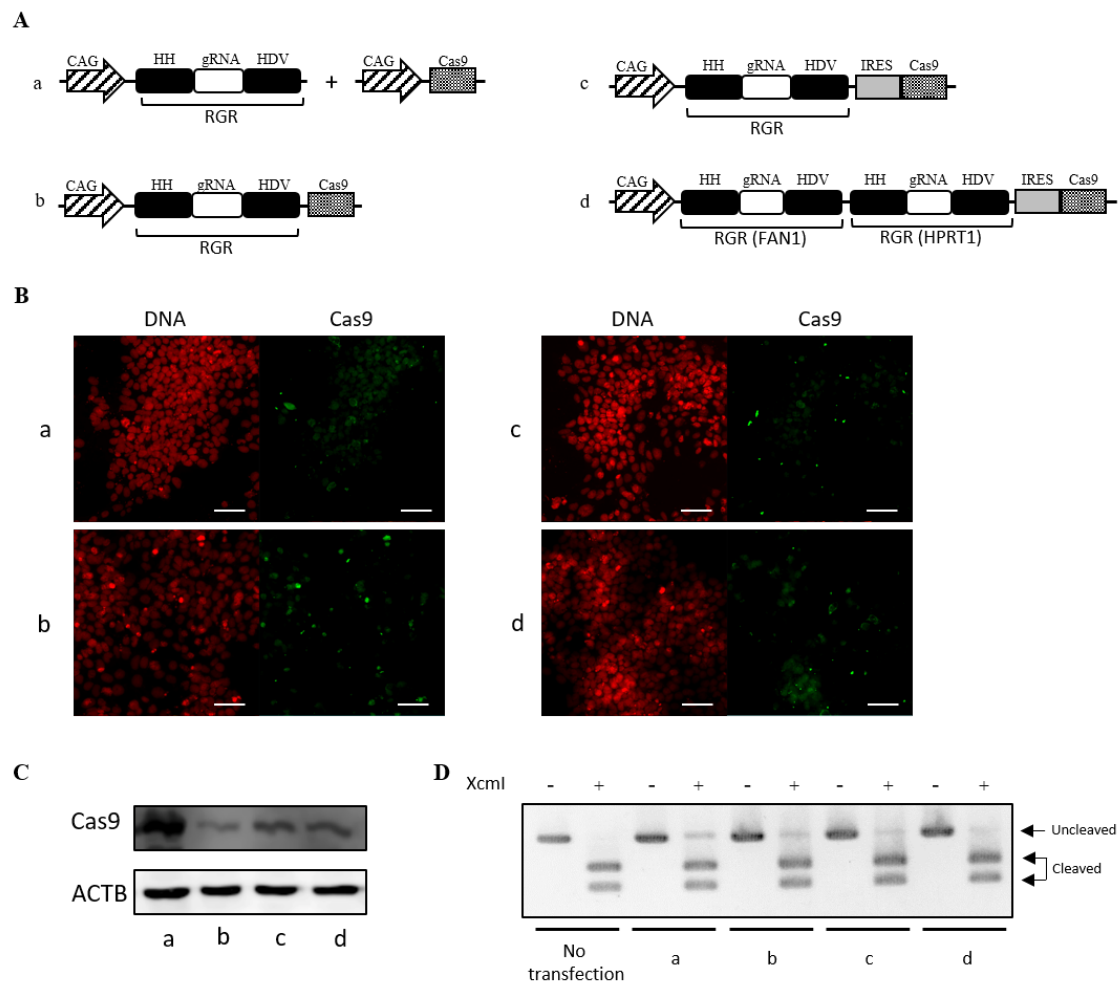 A
CAG HH gRNA HDV CAG Cas9
a +
RGR
CAG HH gRNA HDV IRES Cas9
c
RGR
CAG HH gRNA HDV Cas9
b
RGR
CAG HH gRNA HDV HH gRNA HDV IRES Cas9
d
RGR (FAN1) RGR (HPRT1)
B
DNA Cas9 DNA Cas9
a c
b d
C
Cas9
ACTB
a b c d
D
XcmI - + - + - + - + - +
Uncleaved
Cleaved
No transfection a b c d